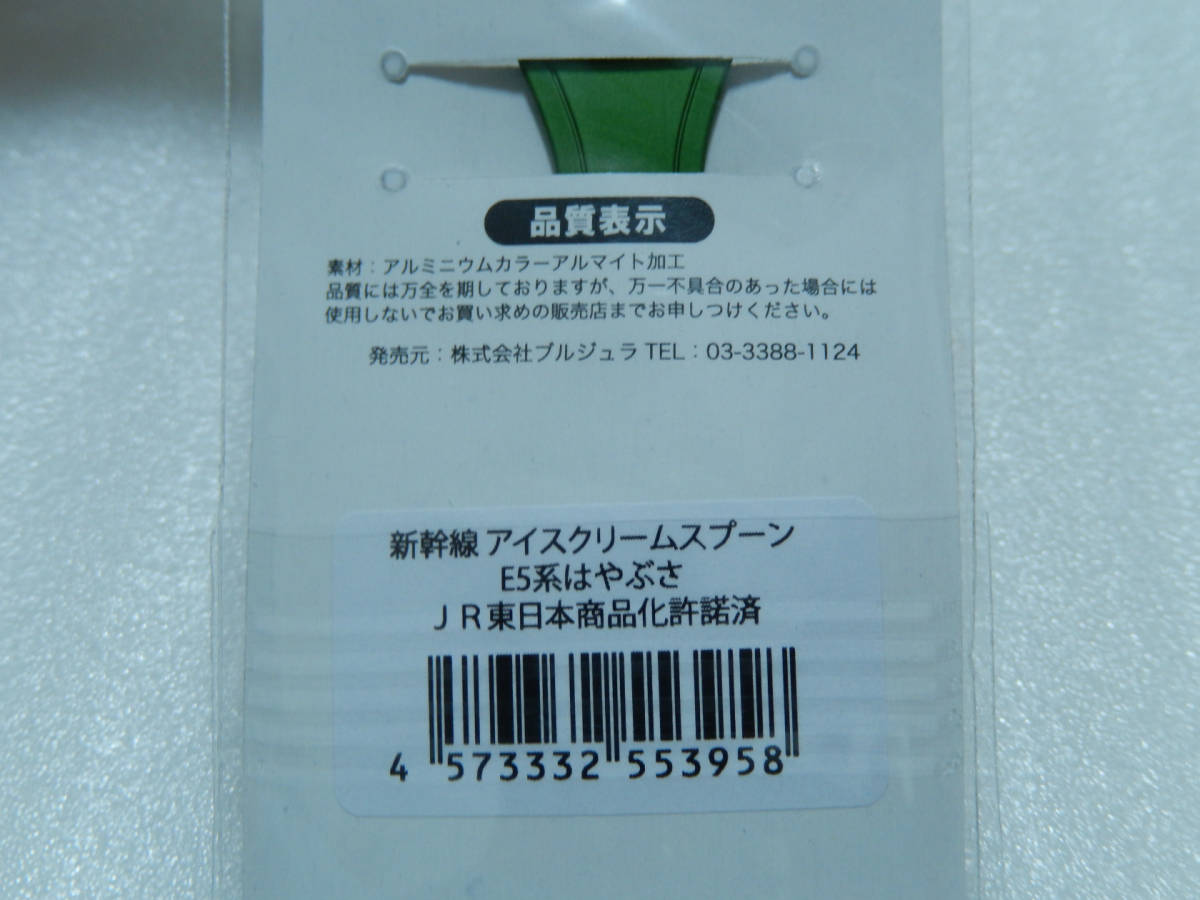 品質表示
素材：アルミニウムカラーアルマイト加工
品質には万全を期しておりますが、万一不具合のあった場合には
使用しないでお買い求めの販売店までお申しつけください。
発売元：株式会社ブルジュラ TEL：03-3388-1124
新幹線 アイスクリームスプーン
E5系はやぶさ
ＪＲ東日本商品化許諾済
4 573332 553958